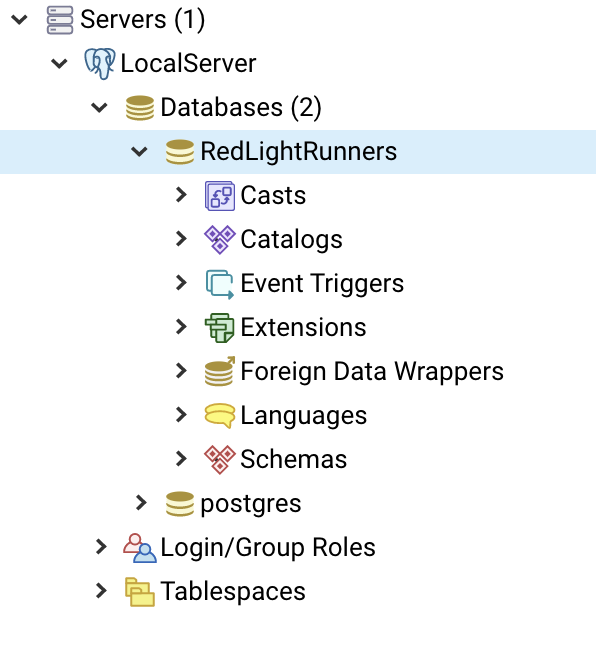 Servers (1)
LocalServer
Databases (2)
RedLightRunners
Casts
Catalogs
Event Triggers
Extensions
Foreign Data Wrappers
Languages
Schemas
postgres
Login/Group Roles
Tablespaces